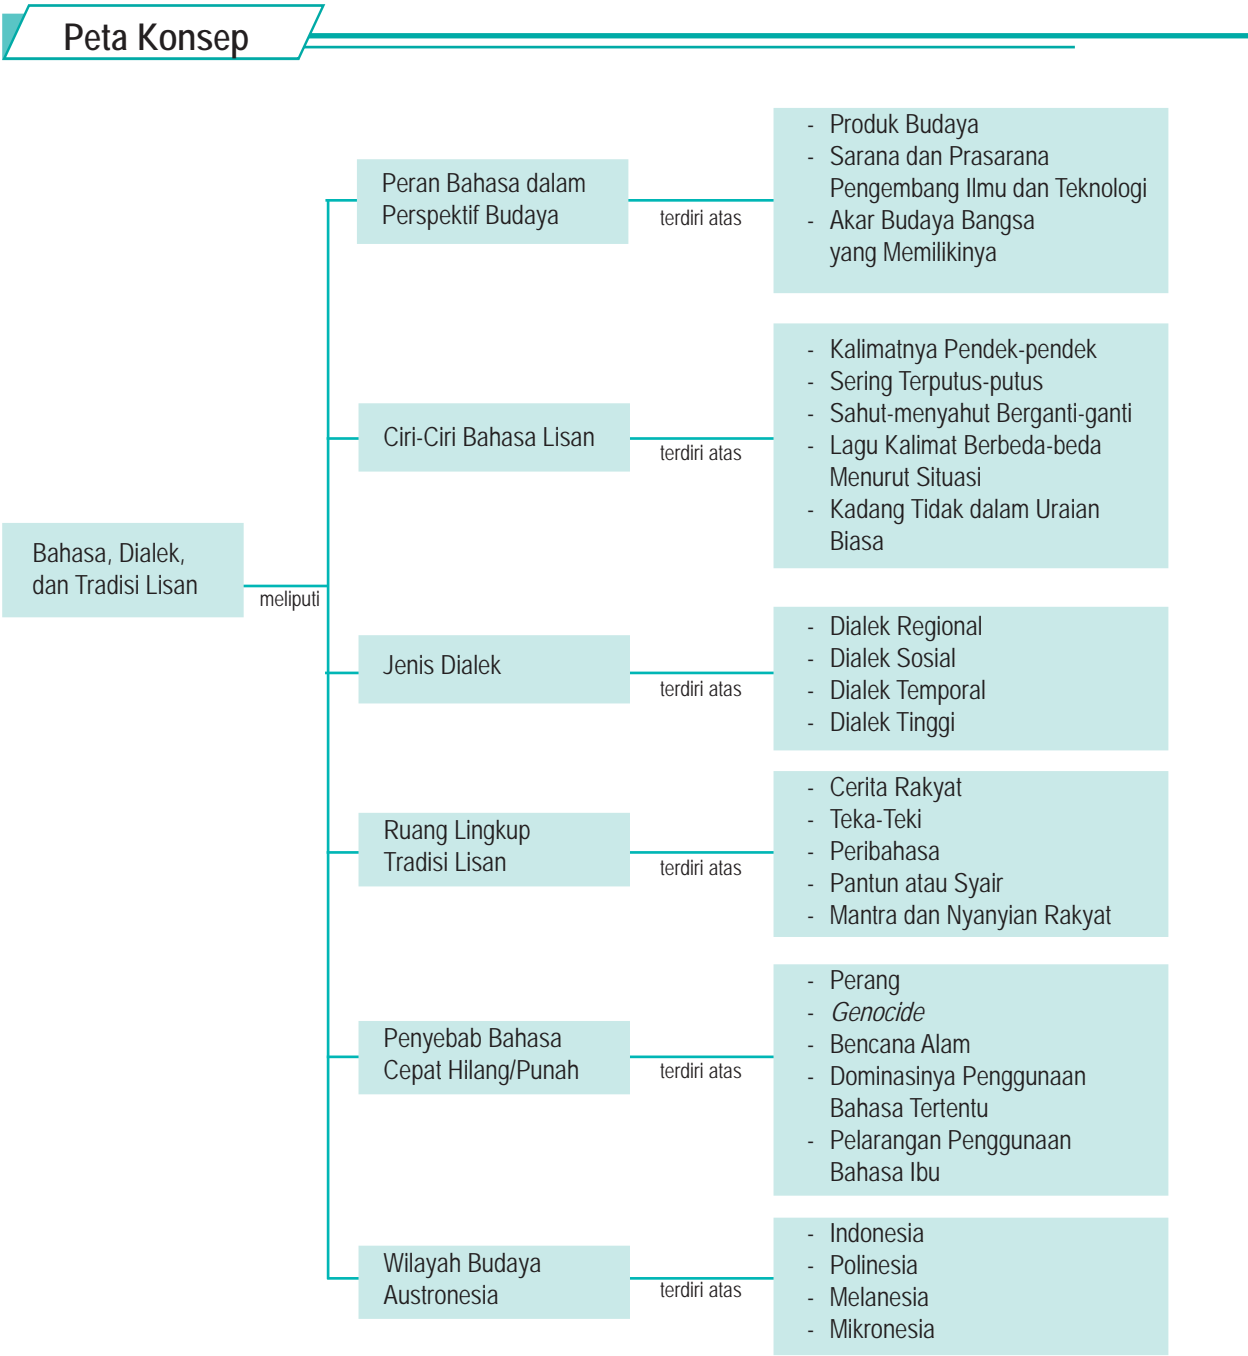 Peta Konsep
Bahasa, Dialek,
dan Tradisi Lisan
meliputi
Peran Bahasa dalam
Perspektif Budaya
terdiri atas
- Produk Budaya
- Sarana dan Prasarana
Pengembang Ilmu dan Teknologi
- Akar Budaya Bangsa
yang Memilikinya
Ciri-Ciri Bahasa Lisan
terdiri atas
- Kalimatnya Pendek-pendek
- Sering Terputus-putus
- Sahut-menyahut Berganti-ganti
- Lagu Kalimat Berbeda-beda
Menurut Situasi
- Kadang Tidak dalam Uraian
Biasa
Jenis Dialek
terdiri atas
- Dialek Regional
- Dialek Sosial
- Dialek Temporal
- Dialek Tinggi
Ruang Lingkup
Tradisi Lisan
terdiri atas
- Cerita Rakyat
- Teka-Teki
- Peribahasa
- Pantun atau Syair
- Mantra dan Nyanyian Rakyat
Penyebab Bahasa
Cepat Hilang/Punah
terdiri atas
- Perang
- Genocide
- Bencana Alam
- Dominasinya Penggunaan
Bahasa Tertentu
- Pelarangan Penggunaan
Bahasa Ibu
Wilayah Budaya
Austronesia
terdiri atas
- Indonesia
- Polinesia
- Melanesia
- Mikronesia